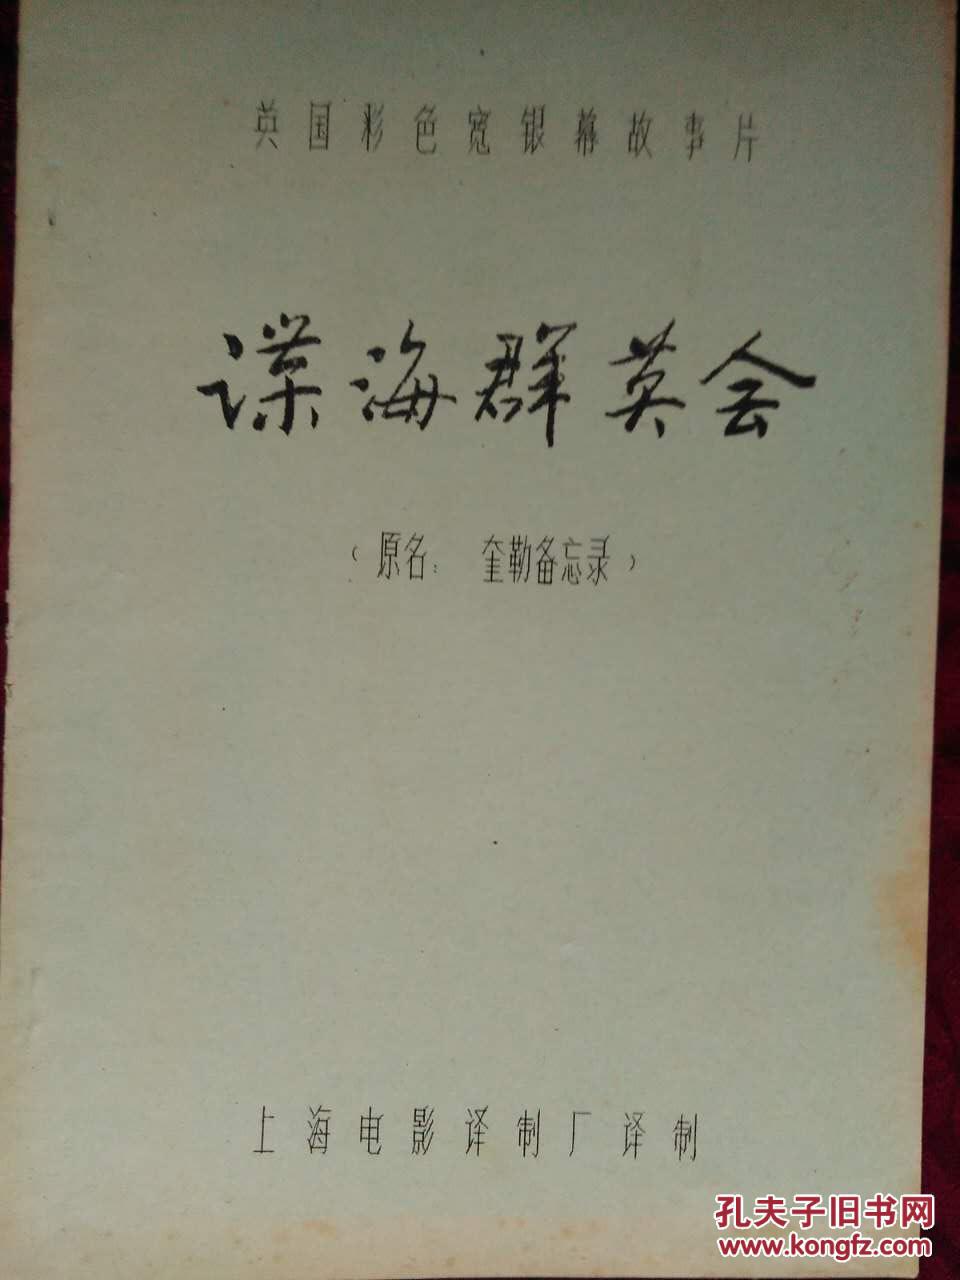 英国彩色宽银幕故事片
谍海群英会
（原名：奎勒备忘录）
上海电影译制厂译制
孔夫子旧书网
www.kongfz.com